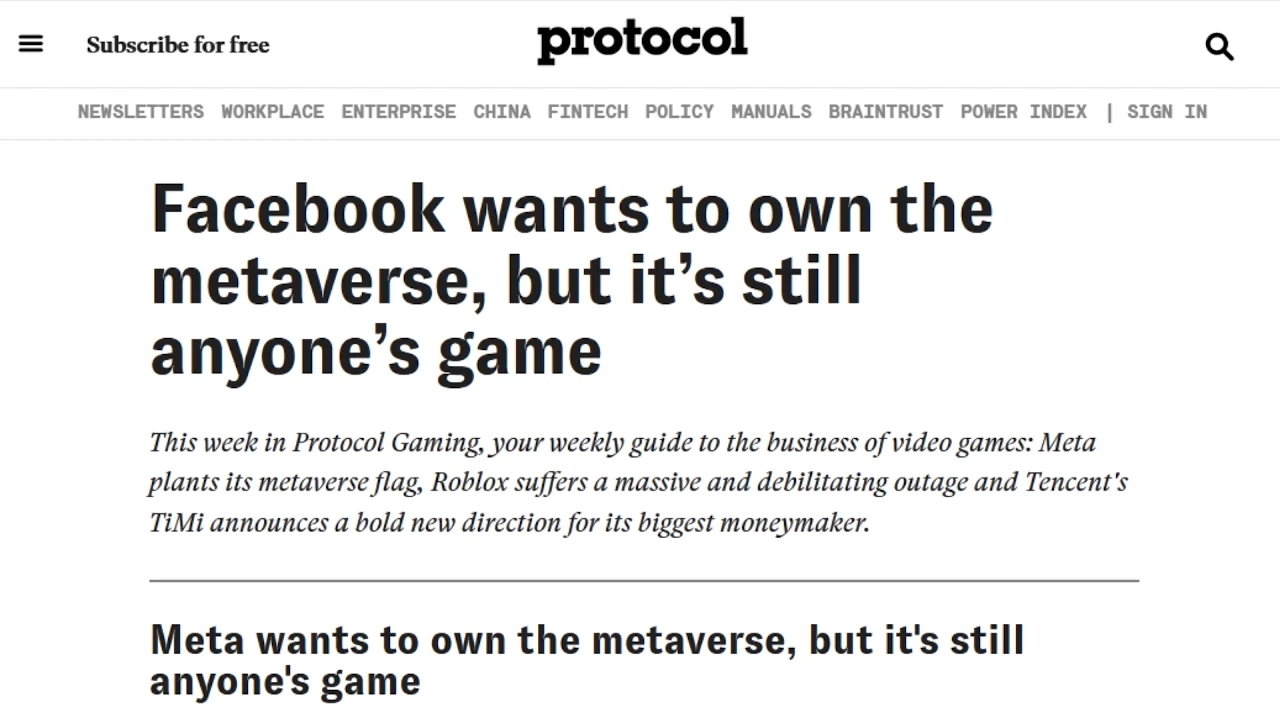 Subscribe for free
protocol
NEWSLETTERS WORKPLACE ENTERPRISE CHINA FINTECH POLICY MANUALS BRAINTRUST POWER INDEX | SIGN IN
Facebook wants to own the
metaverse, but it’s still
anyone’s game
This week in Protocol Gaming, your weekly guide to the business of video games: Meta
plants its metaverse flag, Roblox suffers a massive and debilitating outage and Tencent's
TiMi announces a bold new direction for its biggest moneymaker.
Meta wants to own the metaverse, but it's still
anyone's game